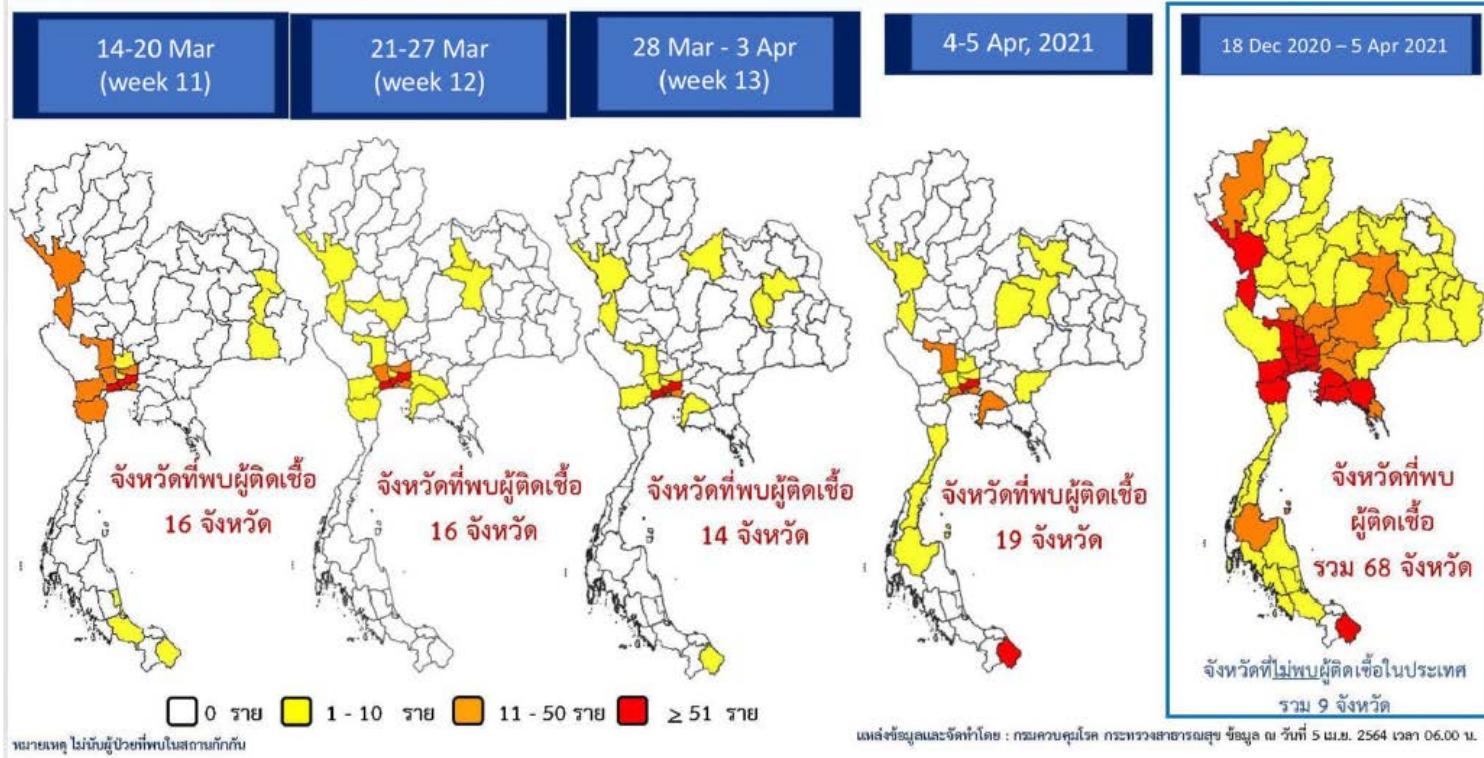 14-20 Mar
(week 11)
21-27 Mar
(week 12)
28 Mar - 3 Apr
(week 13)
4-5 Apr, 2021
18 Dec 2020 – 5 Apr 2021
จังหวัดที่พบผู้ติดเชื้อ
16 จังหวัด
จังหวัดที่พบผู้ติดเชื้อ
16 จังหวัด
จังหวัดที่พบผู้ติดเชื้อ
14 จังหวัด
จังหวัดที่พบผู้ติดเชื้อ
19 จังหวัด
จังหวัดที่พบ
ผู้ติดเชื้อ
รวม 68 จังหวัด
จังหวัดที่ไม่พบผู้ติดเชื้อในประเทศ
รวม 9 จังหวัด
0 ราย
1 - 10 ราย
11 - 50 ราย
≥ 51 ราย
หมายเหตุ ไม่นับผู้ป่วยที่พบในสถานกักกัน
แหล่งข้อมูลและจัดทำโดย : กรมควบคุมโรค กระทรวงสาธารณสุข ข้อมูล ณ วันที่ 5 เม.ย. 2564 เวลา 06.00 น.